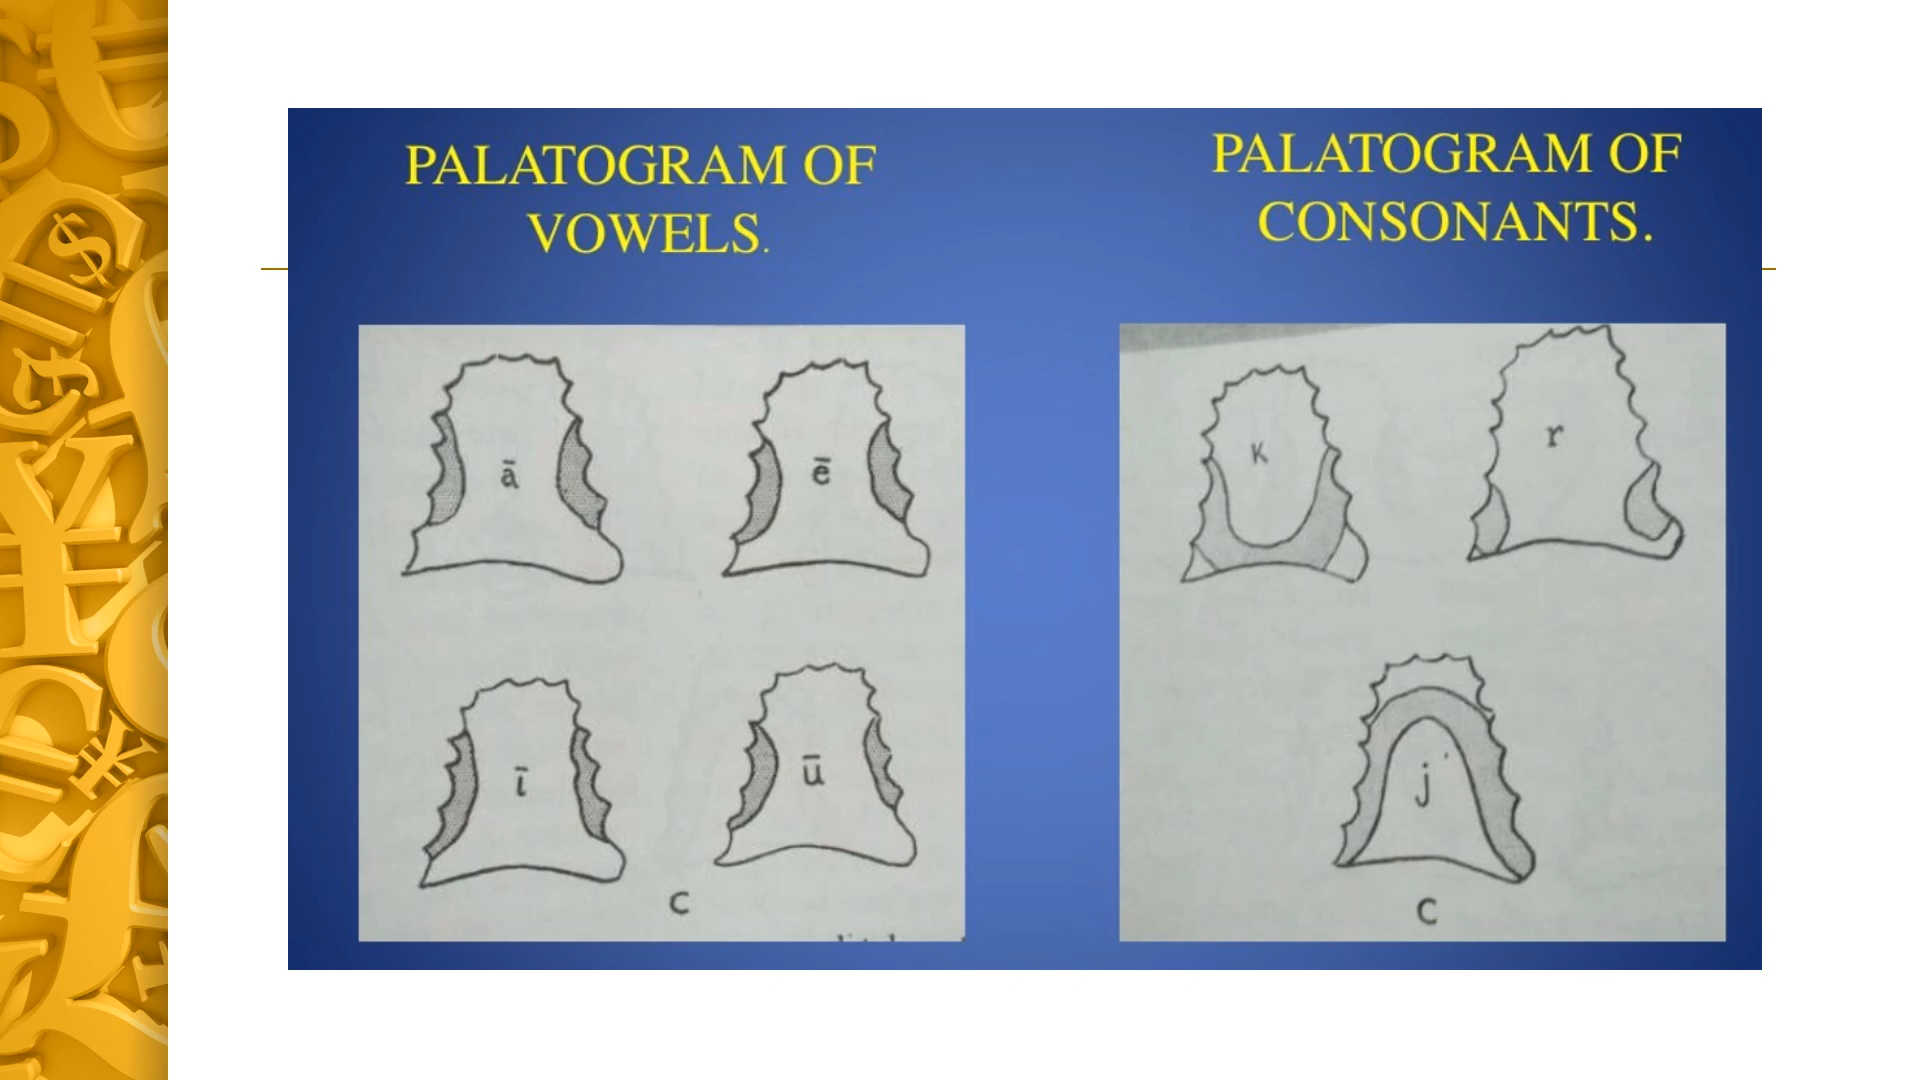 PALATOGRAM OF
VOWELS.
PALATOGRAM OF
CONSONANTS.
ā
ē
ī
ū
c
K
r
j
C